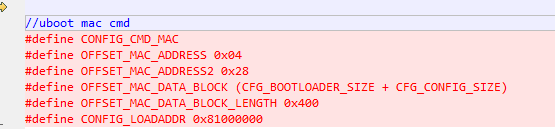 //uboot mac cmd
#define CONFIG_CMD_MAC
#define OFFSET_MAC_ADDRESS 0x04
#define OFFSET_MAC_ADDRESS2 0x28
#define OFFSET_MAC_DATA_BLOCK (CFG_BOOTLOADER_SIZE + CFG_CONFIG_SIZE)
#define OFFSET_MAC_DATA_BLOCK_LENGTH 0x400
#define CONFIG_LOADADDR 0x81000000